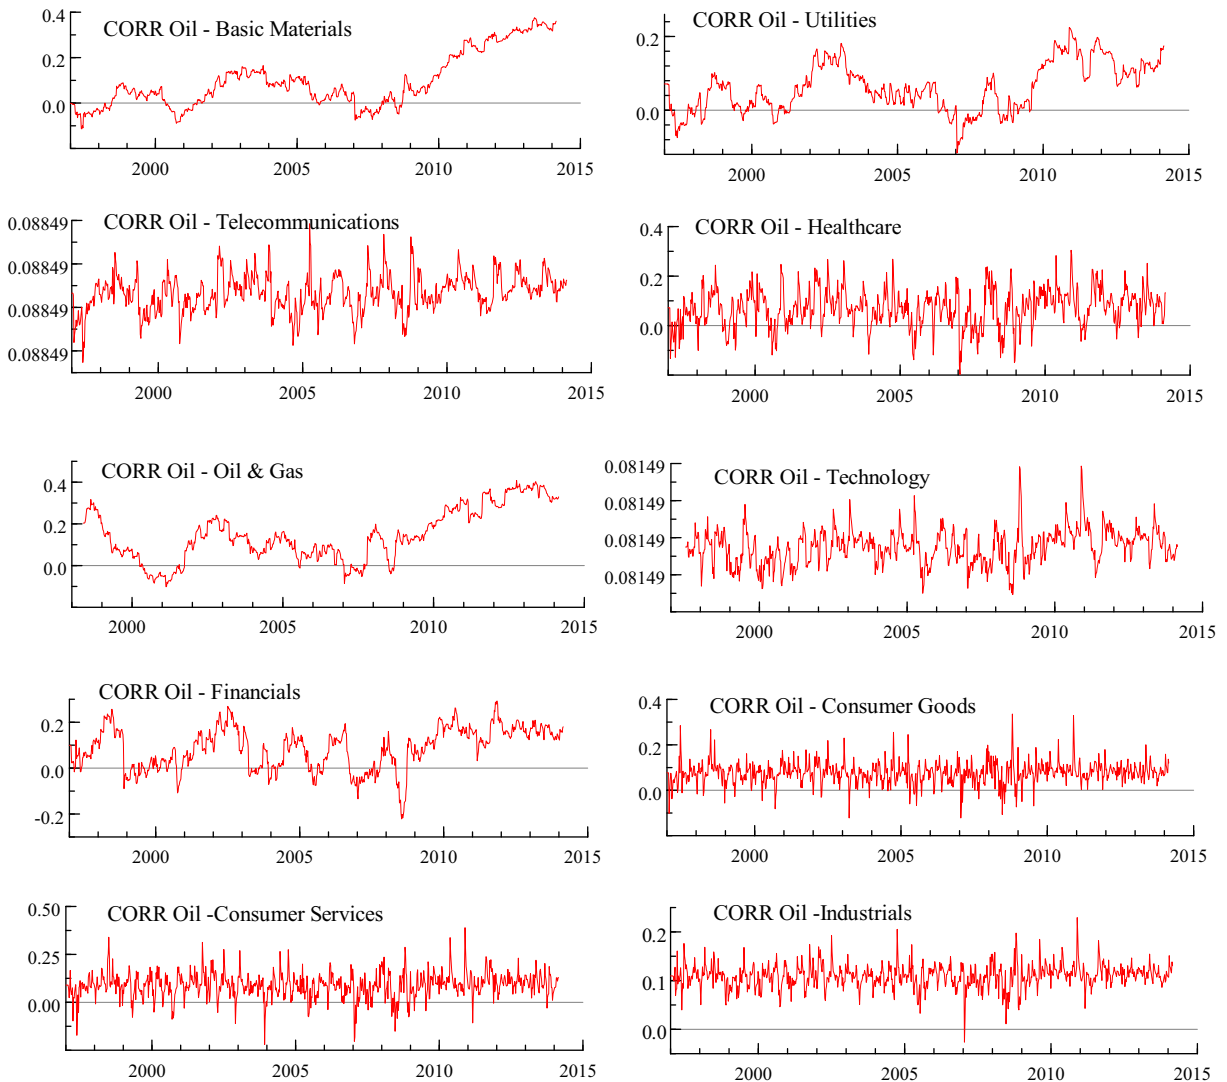 CORR Oil - Basic Materials
0.4
0.2
0.0
2000 2005 2010 2015
CORR Oil - Utilities
0.2
0.0
2000 2005 2010 2015
CORR Oil - Telecommunications
0.08849
0.08849
0.08849
0.08849
2000 2005 2010 2015
CORR Oil - Healthcare
0.4
0.2
0.0
2000 2005 2010 2015
CORR Oil - Oil & Gas
0.4
0.2
0.0
2000 2005 2010 2015
CORR Oil - Technology
0.08149
0.08149
0.08149
0.08149
2000 2005 2010 2015
CORR Oil - Financials
0.2
0.0
-0.2
2000 2005 2010 2015
CORR Oil - Consumer Goods
0.4
0.2
0.0
2000 2005 2010 2015
CORR Oil -Consumer Services
0.50
0.25
0.00
2000 2005 2010 2015
CORR Oil -Industrials
0.2
0.1
0.0
2000 2005 2010 2015